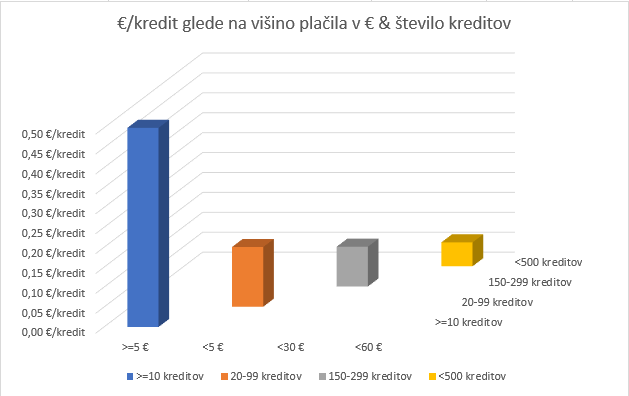 €/kredit glede na višino plačila v € & število kreditov
0,50 €/kredit
0,45 €/kredit
0,40 €/kredit
0,35 €/kredit
0,30 €/kredit
0,25 €/kredit
0,20 €/kredit
0,15 €/kredit
0,10 €/kredit
0,05 €/kredit
0,00 €/kredit
<500 kreditov
150-299 kreditov
20-99 kreditov
>=10 kreditov
>=5 € <5 € <30 € <60 €
>=10 kreditov 20-99 kreditov 150-299 kreditov <500 kreditov